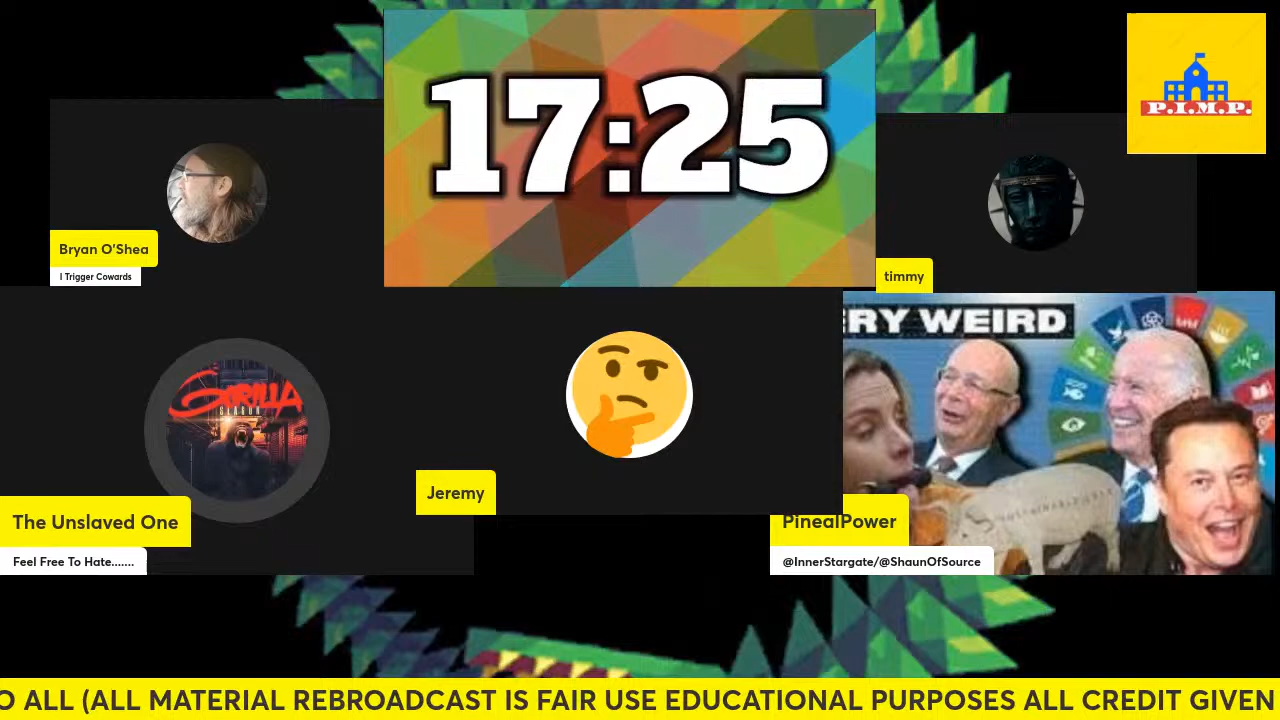 17:25
P.I.M.P.
Bryan O'Shea
I Trigger Cowards
timmy
ERY WEIRD
GORILLA
SEASON
Jeremy
The Unslaved One
Feel Free To Hate.......
PinealPower
@InnerStargate/@ShaunOfSource
O ALL (ALL MATERIAL REBROADCAST IS FAIR USE EDUCATIONAL PURPOSES ALL CREDIT GIVEN